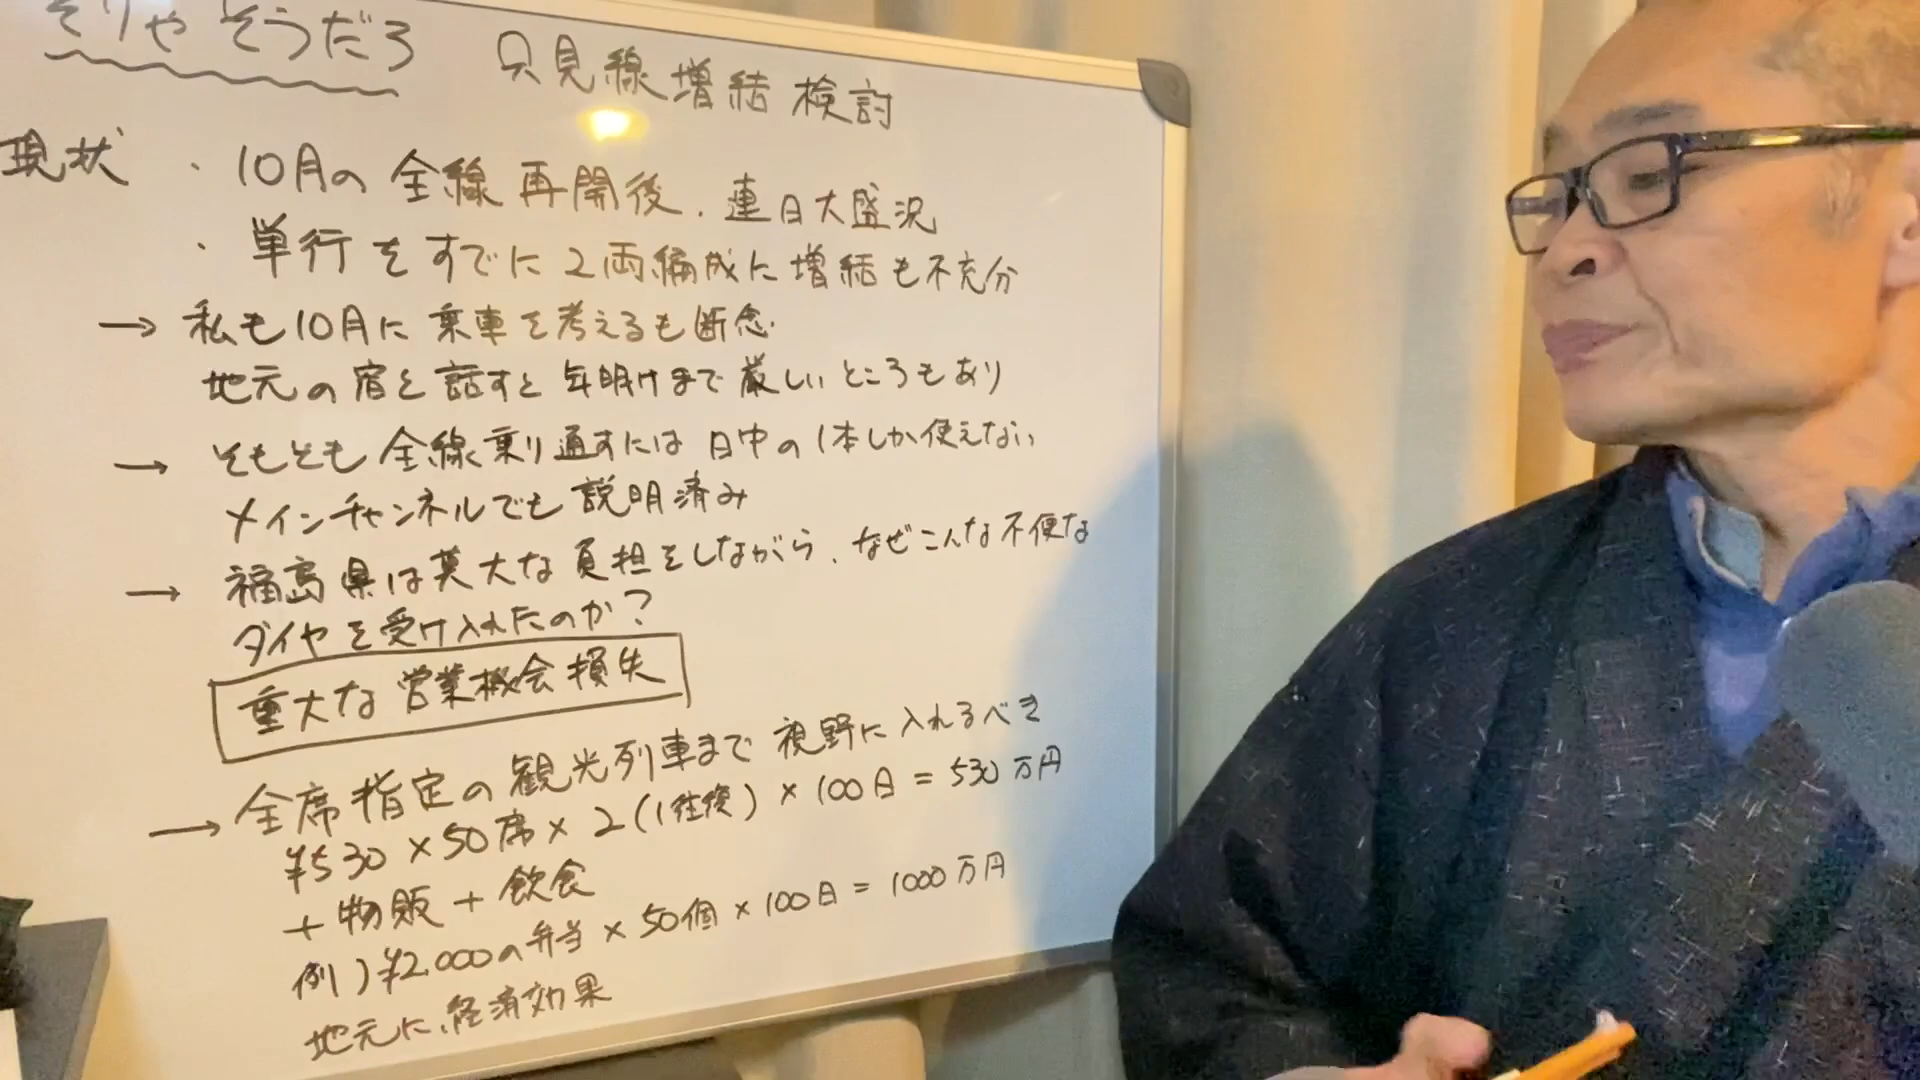 そりゃそうだろ
只見線増結検討
現状 ・10月の全線再開後、連日大盛況
・単行をすでに2両編成に増結も不充分
→ 私も10月に乗車を考えるも断念
地元の宿と話すと年明けまで厳しいところもあり
→ そもそも全線乗り通すには日中の1本しか使えない
メインチャンネルでも説明済み
→ 福島県は莫大な負担をしながら、なぜこんな不便な
ダイヤを受け入れたのか?
重大な営業機会損失
→ 全席指定の観光列車まで視野に入れるべき
¥530×50席×2(1往復)×100日=530万円
+物販+飲食
例)¥2,000の弁当×50個×100日=1000万円
地元に経済効果